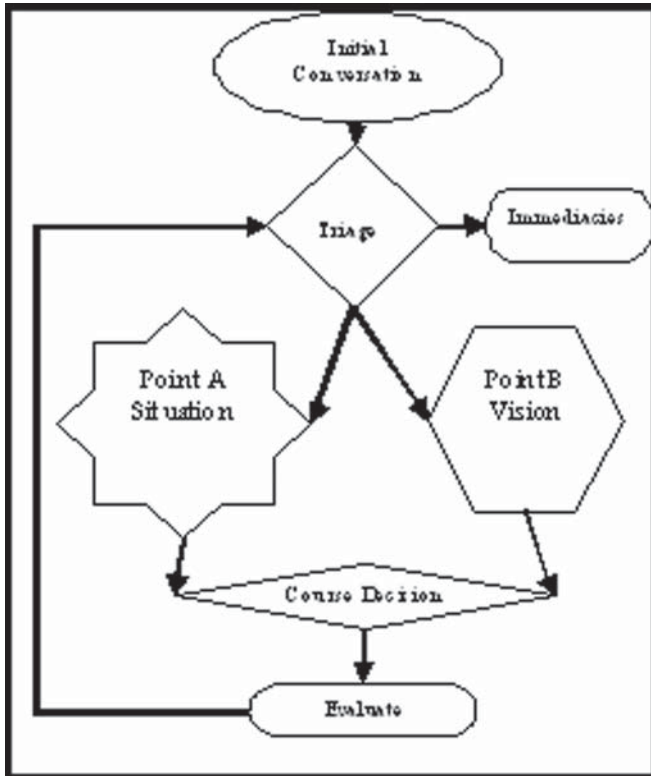 Initial
Conversation
Triage
Immediacies
Point A
Situation
Point B
Vision
Course Decision
Evaluate